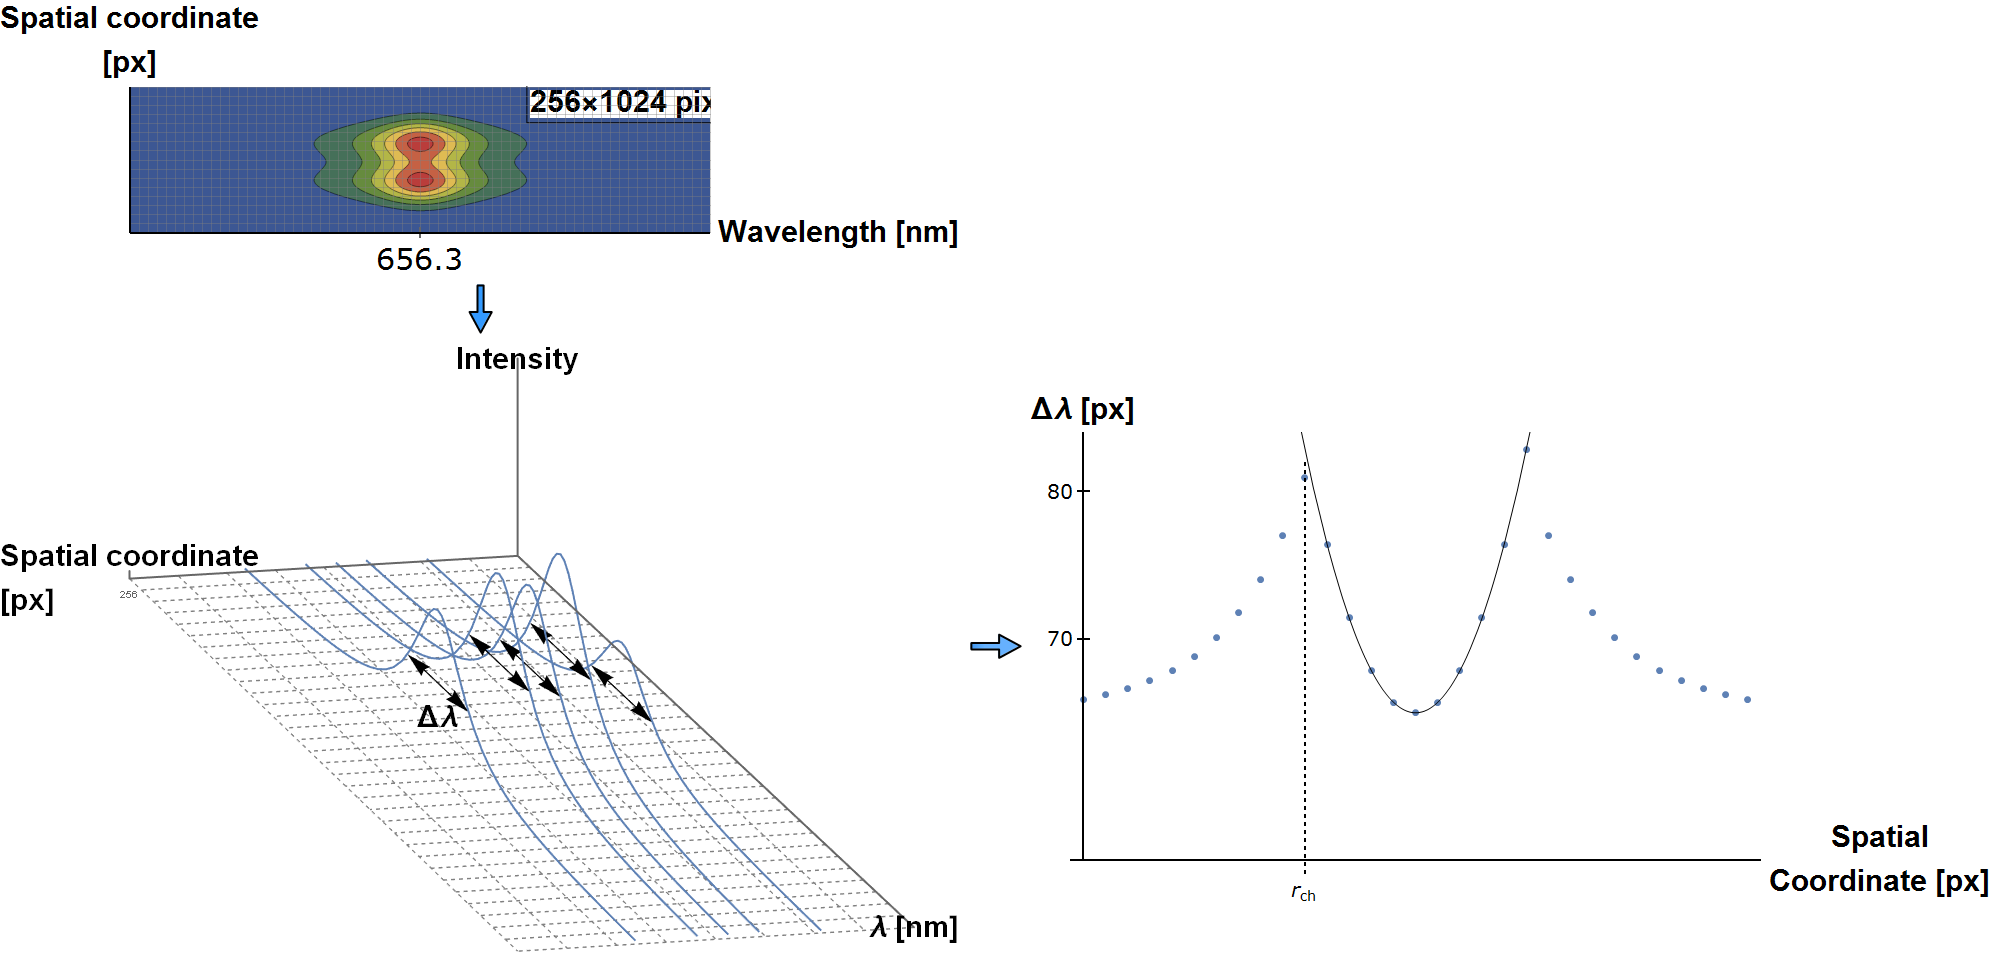 Spatial coordinate
[px]
256×1024 pix
Wavelength [nm]
656.3
Intensity
Spatial coordinate
[px]
256
Δλ
λ [nm]
Δλ [px]
80
70
r_ch
Spatial
Coordinate [px]